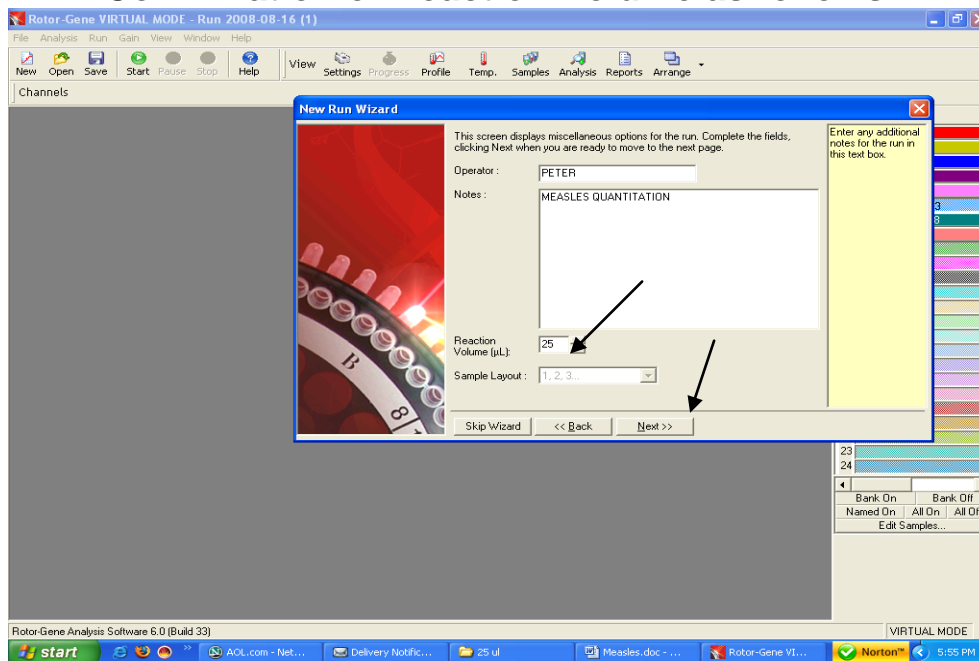 Rotor-Gene VIRTUAL MODE - Run 2008-08-16 (1)
File Analysis Run Gain View Window Help
New Open Save Start Pause Stop Help View Settings Progress Profile Temp. Samples Analysis Reports Arrange
Channels
New Run Wizard
This screen displays miscellaneous options for the run. Complete the fields,
clicking Next when you are ready to move to the next page.
Enter any additional
notes for the run in
this text box.
Operator : PETER
Notes : MEASLES QUANTITATION
Reaction
Volume (µL): 25
Sample Layout : 1, 2, 3...
Skip Wizard << Back Next >>
23
24
Bank On Bank Off
Named On All On All Of
Edit Samples...
Rotor-Gene Analysis Software 6.0 (Build 33) VIRTUAL MODE
start AOL.com - Net... Delivery Notific... 25 ul Measles.doc - ... Rotor-Gene VI... Norton™ 5:55 PM